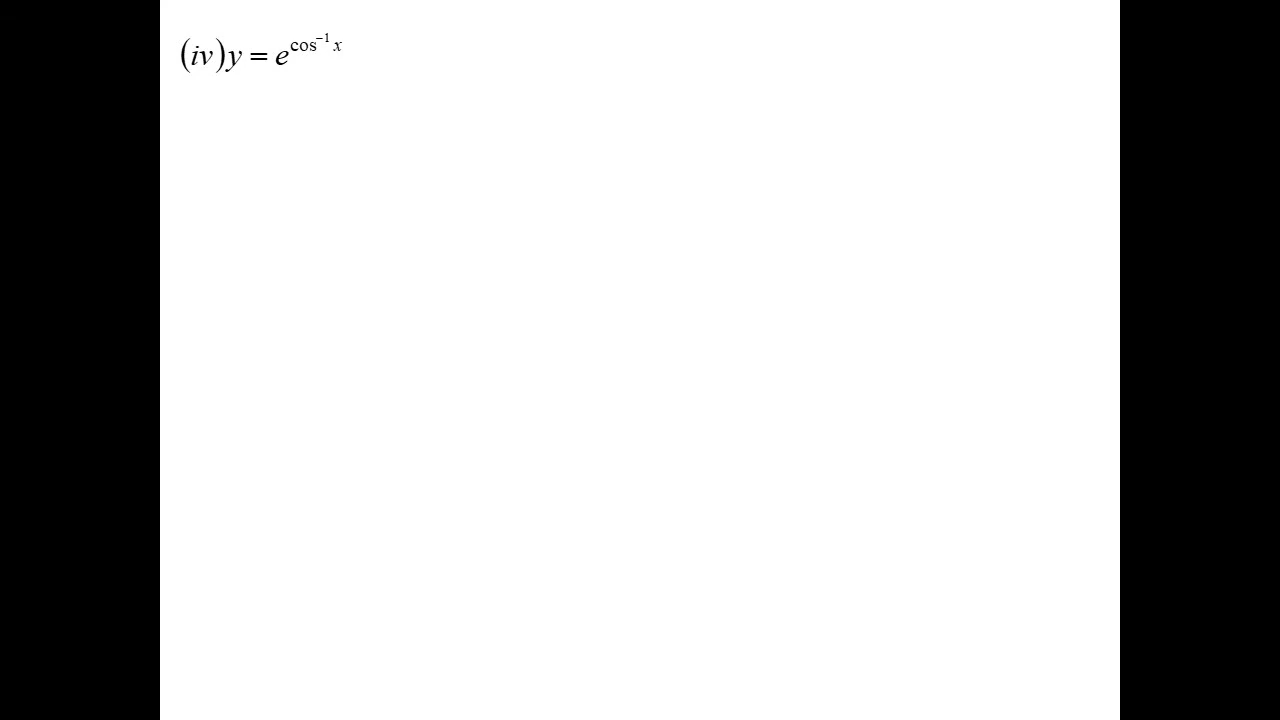 (iv) y = e^{cos^{-1} x}